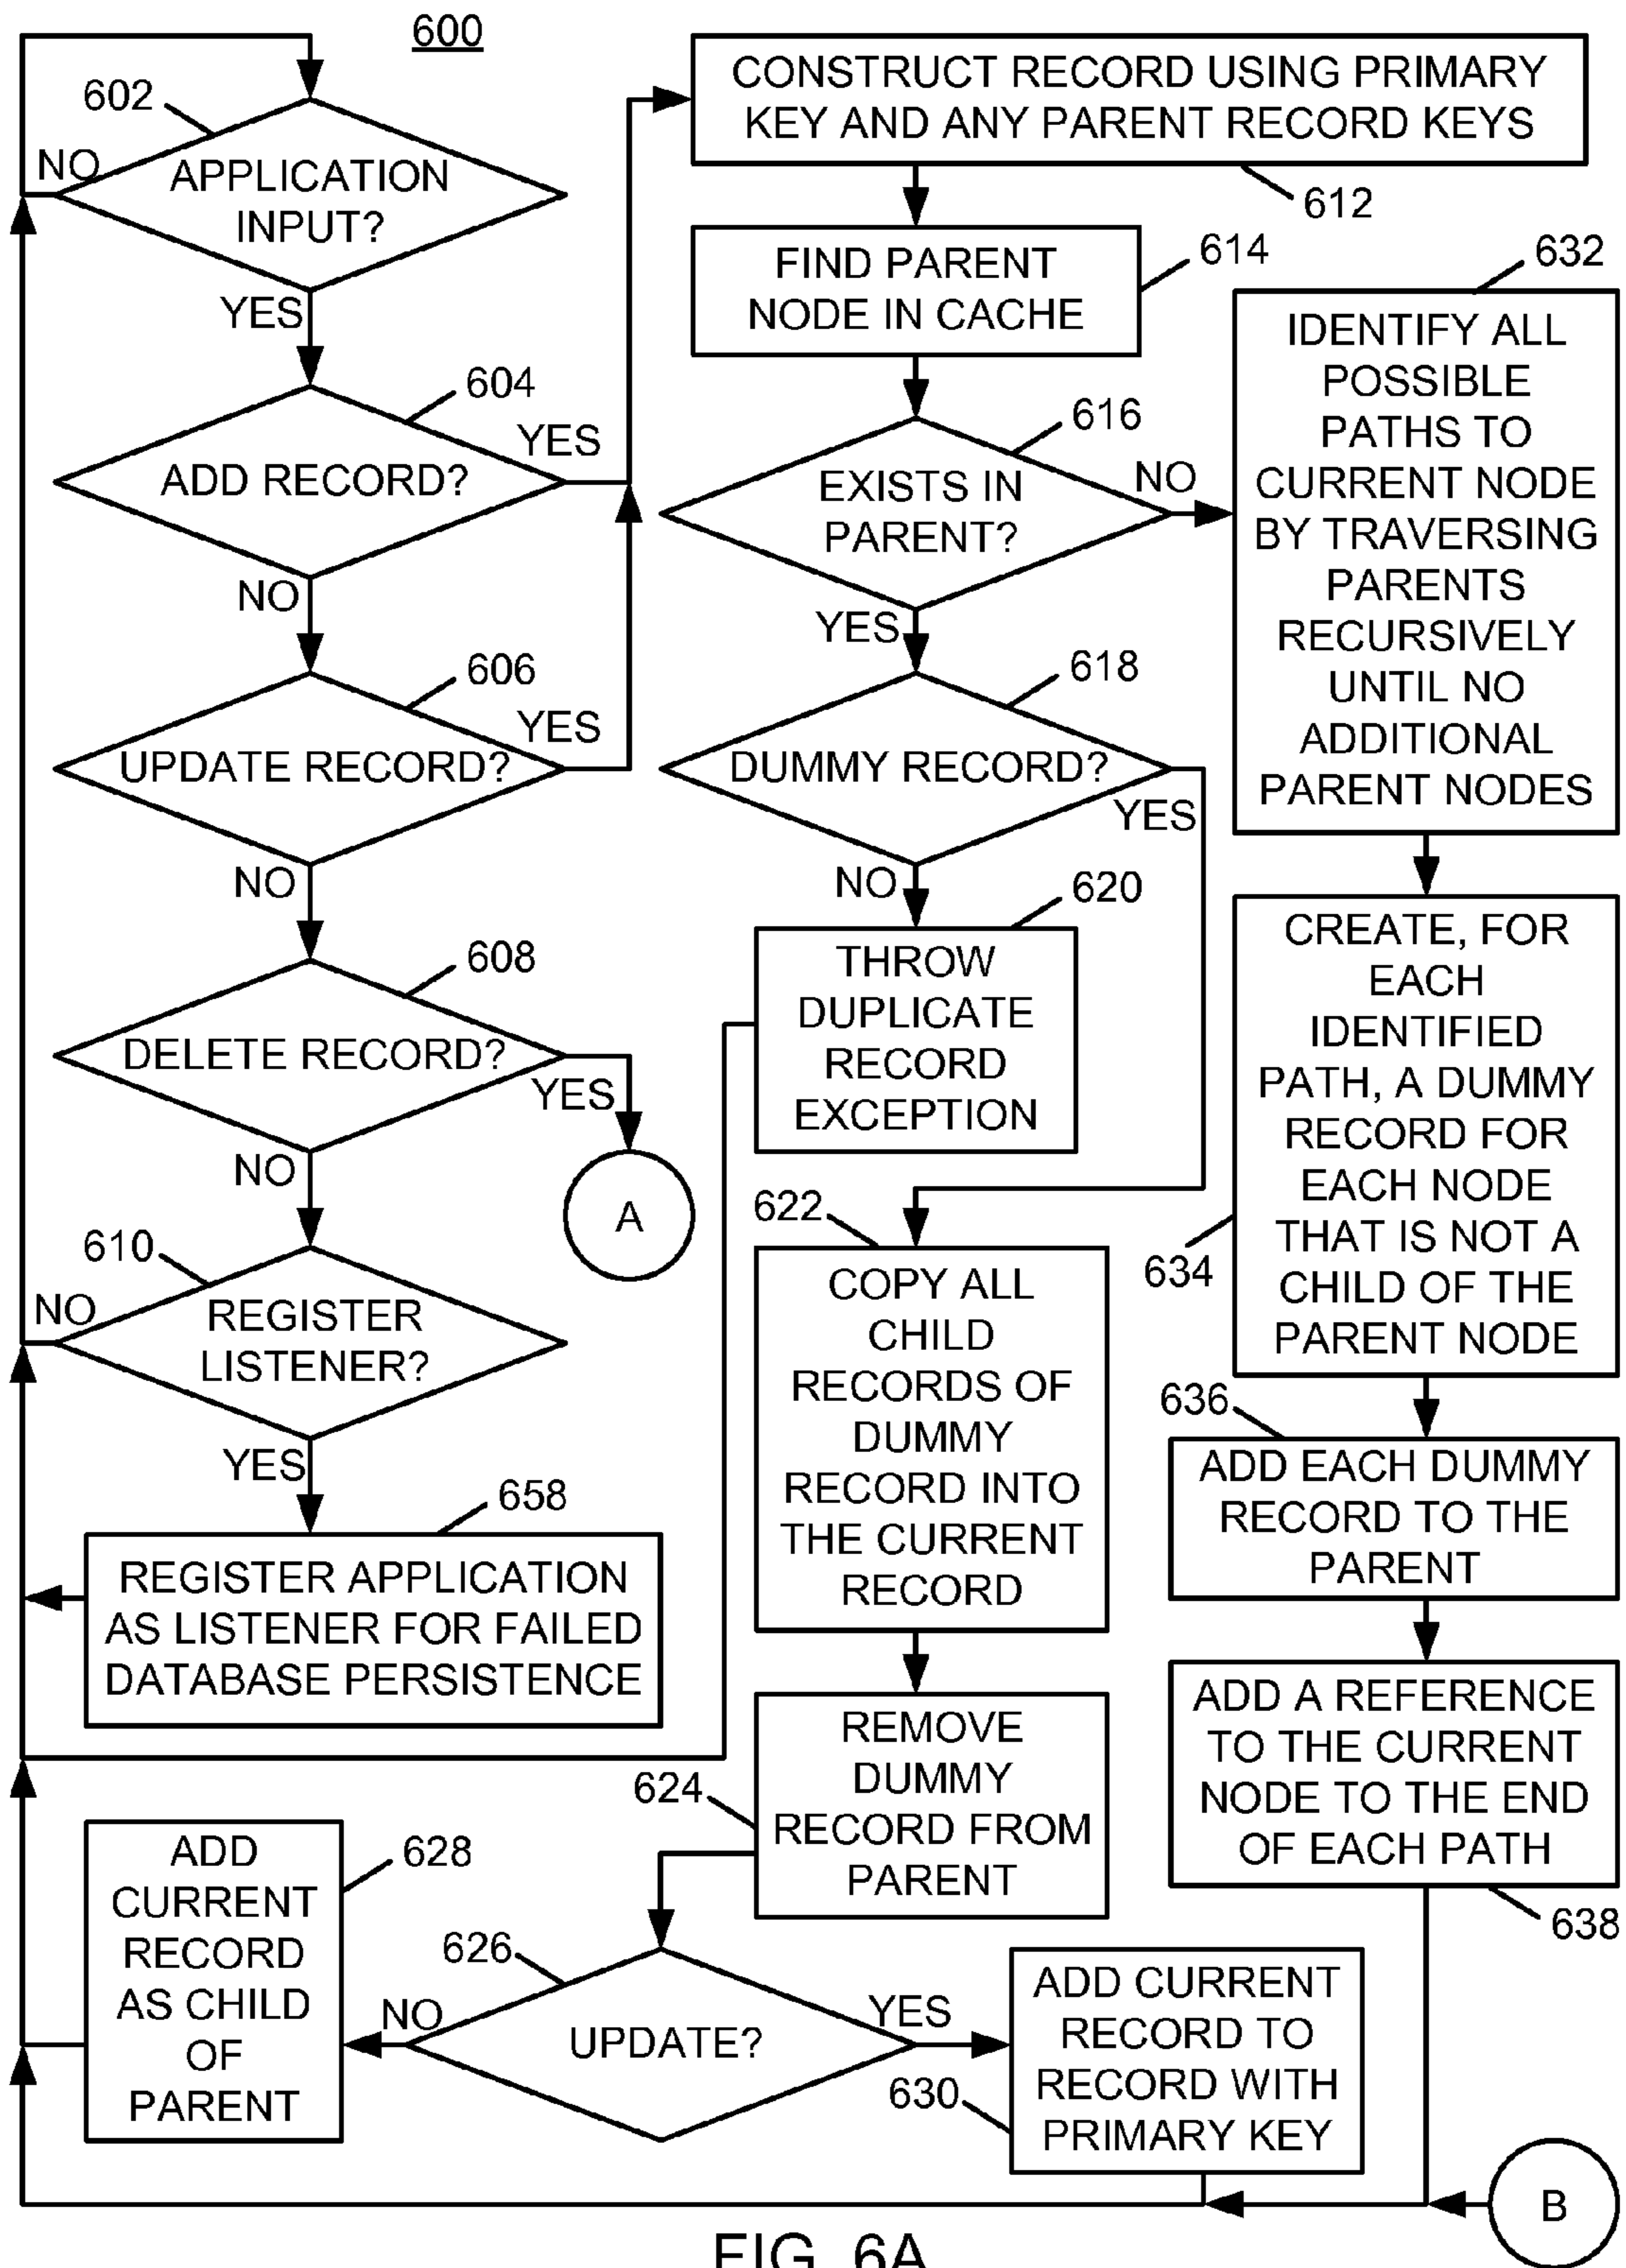 600
602
NO
APPLICATION
INPUT?
YES
604
ADD RECORD?
YES
NO
606
UPDATE RECORD?
YES
NO
608
DELETE RECORD?
YES
A
NO
610
NO
REGISTER
LISTENER?
YES
658
REGISTER APPLICATION
AS LISTENER FOR FAILED
DATABASE PERSISTENCE
CONSTRUCT RECORD USING PRIMARY
KEY AND ANY PARENT RECORD KEYS
612
FIND PARENT
NODE IN CACHE
614
616
EXISTS IN
PARENT?
NO
YES
618
DUMMY RECORD?
YES
NO
620
THROW
DUPLICATE
RECORD
EXCEPTION
622
COPY ALL
CHILD
RECORDS OF
DUMMY
RECORD INTO
THE CURRENT
RECORD
624
REMOVE
DUMMY
RECORD FROM
PARENT
626
UPDATE?
NO
YES
628
ADD
CURRENT
RECORD
AS CHILD
OF
PARENT
630
ADD CURRENT
RECORD TO
RECORD WITH
PRIMARY KEY
632
IDENTIFY ALL
POSSIBLE
PATHS TO
CURRENT NODE
BY TRAVERSING
PARENTS
RECURSIVELY
UNTIL NO
ADDITIONAL
PARENT NODES
634
CREATE, FOR
EACH
IDENTIFIED
PATH, A DUMMY
RECORD FOR
EACH NODE
THAT IS NOT A
CHILD OF THE
PARENT NODE
636
ADD EACH DUMMY
RECORD TO THE
PARENT
ADD A REFERENCE
TO THE CURRENT
NODE TO THE END
OF EACH PATH
638
B
FIG. 6A